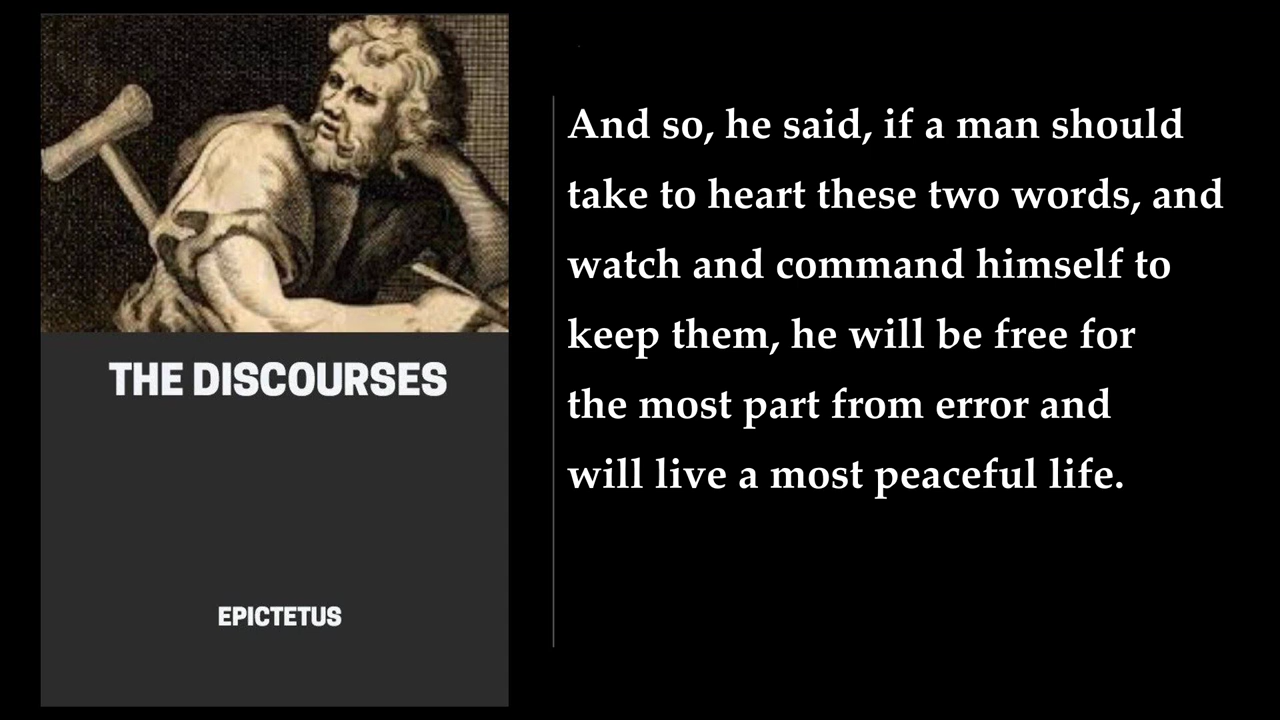 THE DISCOURSES
EPICTETUS
And so, he said, if a man should
take to heart these two words, and
watch and command himself to
keep them, he will be free for
the most part from error and
will live a most peaceful life.